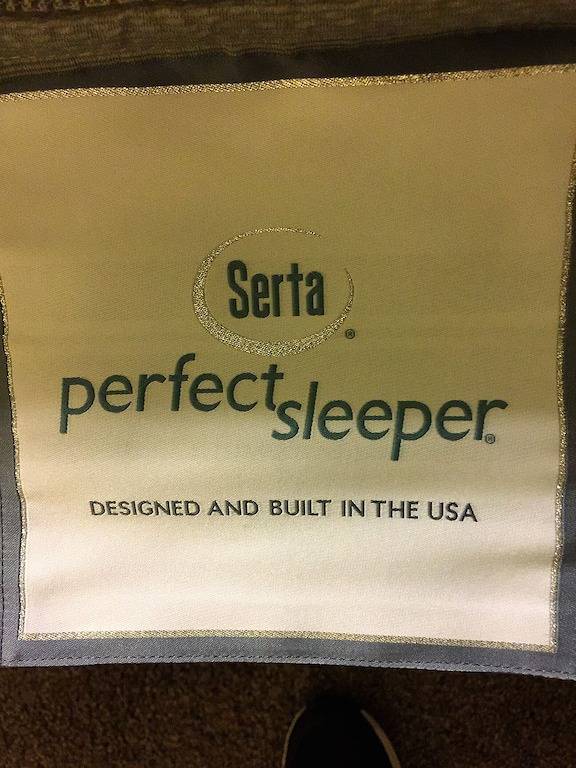 Serta®
perfect sleeper®
DESIGNED AND BUILT IN THE USA